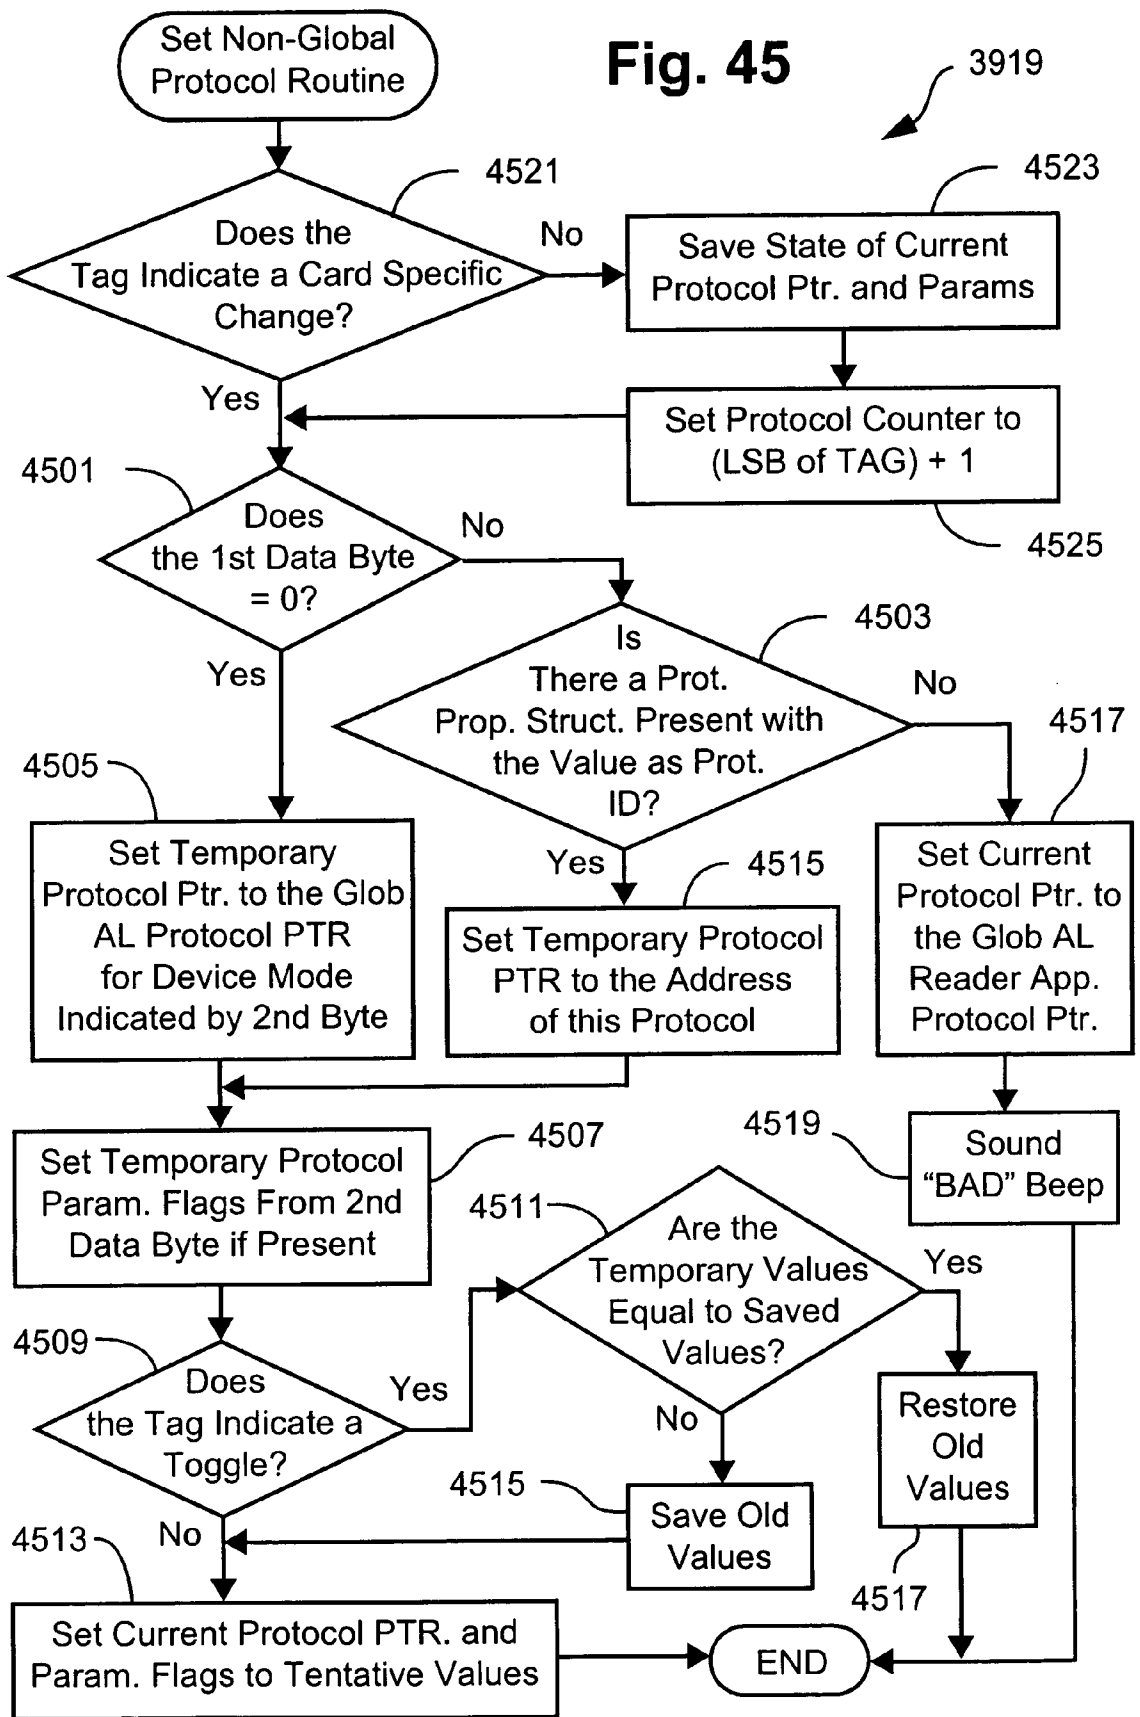 Set Non-Global
Protocol Routine
Fig. 45
3919
4521
Does the
Tag Indicate a Card Specific
Change?
No
Yes
4523
Save State of Current
Protocol Ptr. and Params
Set Protocol Counter to
(LSB of TAG) + 1
4525
4501
Does
the 1st Data Byte
= 0?
No
Yes
4503
Is
There a Prot.
Prop. Struct. Present with
the Value as Prot.
ID?
No
Yes
4505
Set Temporary
Protocol Ptr. to the Glob
AL Protocol PTR
for Device Mode
Indicated by 2nd Byte
4515
Set Temporary Protocol
PTR to the Address
of this Protocol
4517
Set Current
Protocol Ptr. to
the Glob AL
Reader App.
Protocol Ptr.
4519
Sound
“BAD” Beep
4507
Set Temporary Protocol
Param. Flags From 2nd
Data Byte if Present
4509
Does
the Tag Indicate a
Toggle?
Yes
No
4511
Are the
Temporary Values
Equal to Saved
Values?
Yes
No
4515
Save Old
Values
Restore
Old
Values
4517
4513
Set Current Protocol PTR. and
Param. Flags to Tentative Values
END